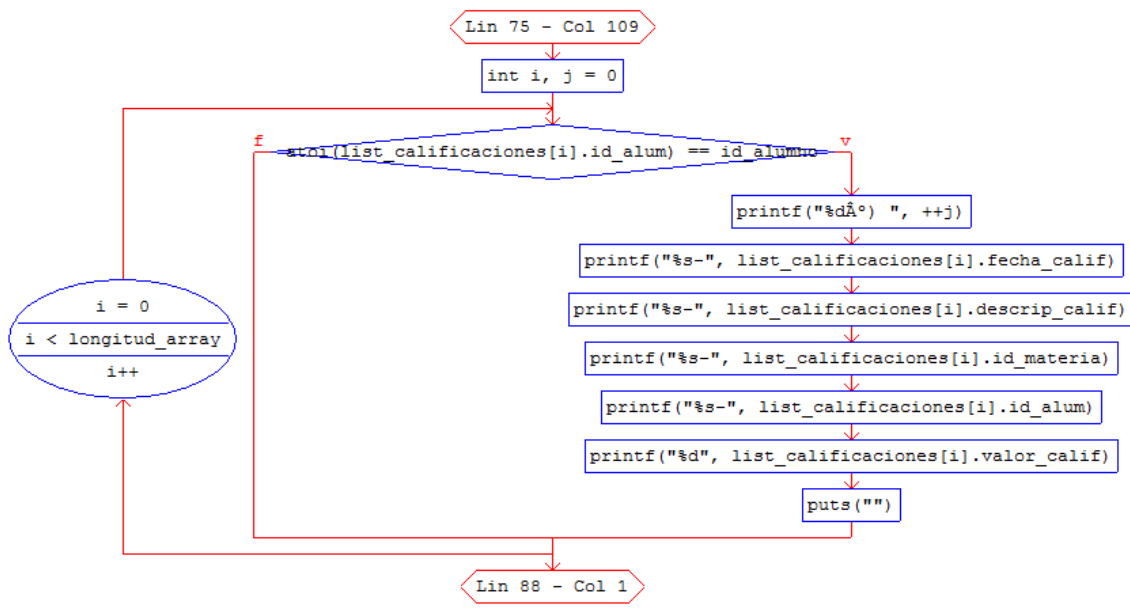 Lin 75 - Col 109
int i, j = 0
f
v
atoi(list_calificaciones[i].id_alum) == id_alumno
printf("%dÂº) ", ++j)
printf("%s-", list_calificaciones[i].fecha_calif)
printf("%s-", list_calificaciones[i].descrip_calif)
printf("%s-", list_calificaciones[i].id_materia)
printf("%s-", list_calificaciones[i].id_alum)
printf("%d", list_calificaciones[i].valor_calif)
puts("")
i = 0
i < longitud_array
i++
Lin 88 - Col 1